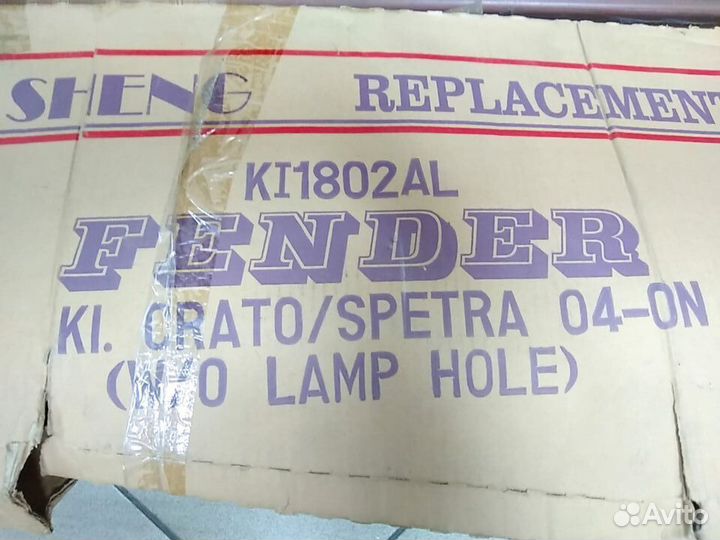 SHENG REPLACEMENT
KI1802AL
FENDER
KI. CRATO/SPETRA 04-ON
(W/O LAMP HOLE)
Avito